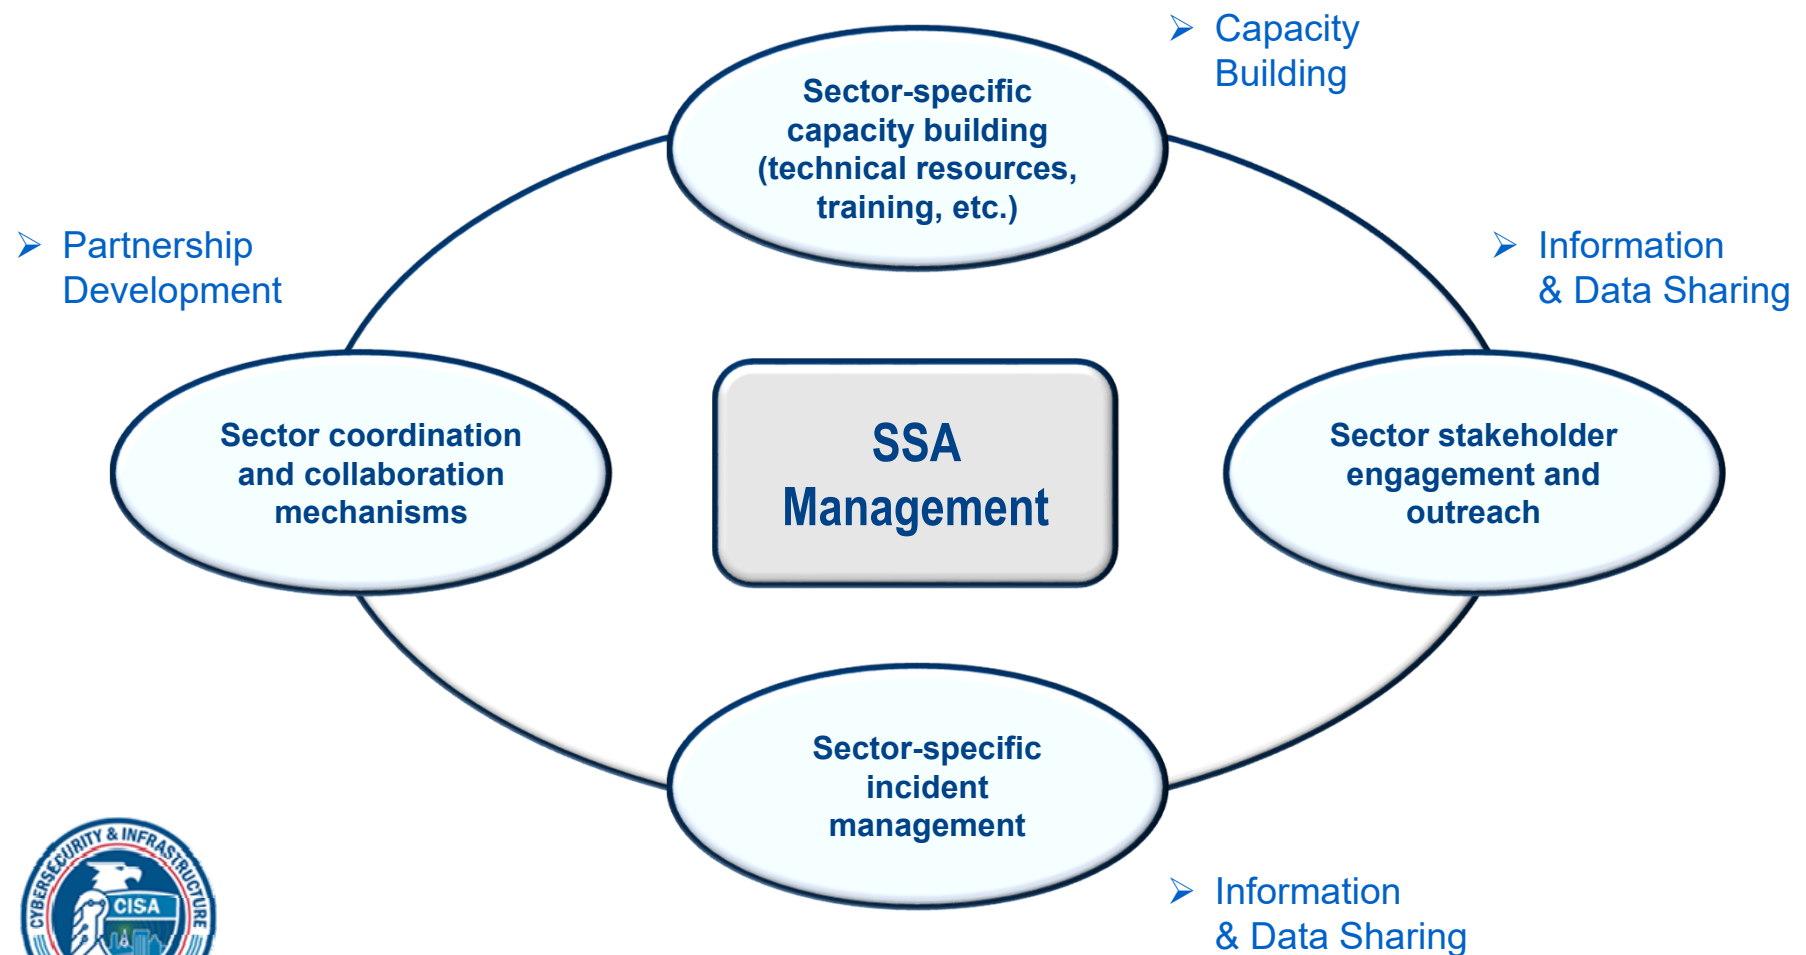 ➢ Capacity
Building
Sector-specific
capacity building
(technical resources,
training, etc.)
➢ Partnership
Development
➢ Information
& Data Sharing
Sector coordination
and collaboration
mechanisms
SSA
Management
Sector stakeholder
engagement and
outreach
Sector-specific
incident
management
➢ Information
& Data Sharing
CYBERSECURITY & INFRASTRUCTURE
CISA